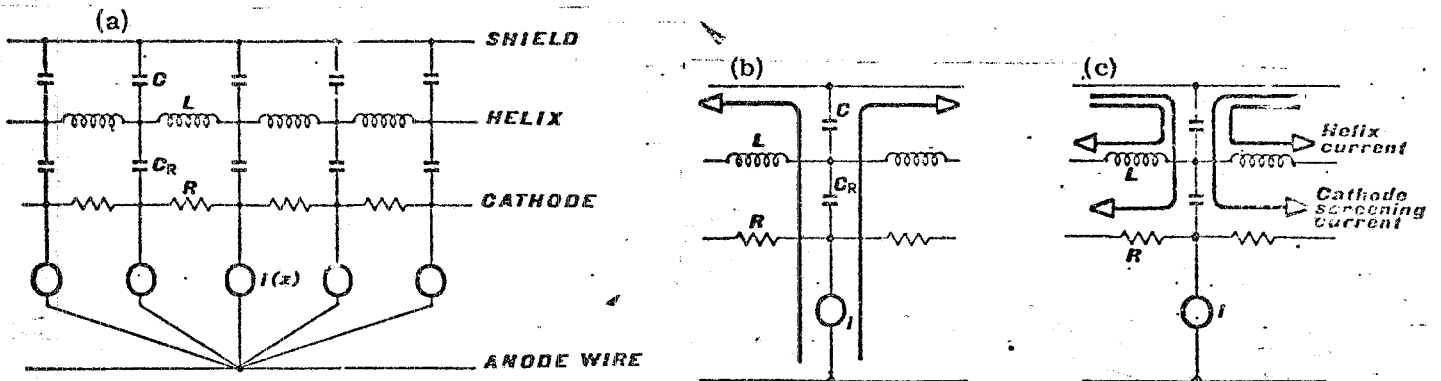 (a)
SHIELD
C
L
HELIX
C_R
R
CATHODE
i(x)
ANODE WIRE
(b)
C
L
C_R
R
i
(c)
Helix
current
L
Cathode
screening
current
R
i